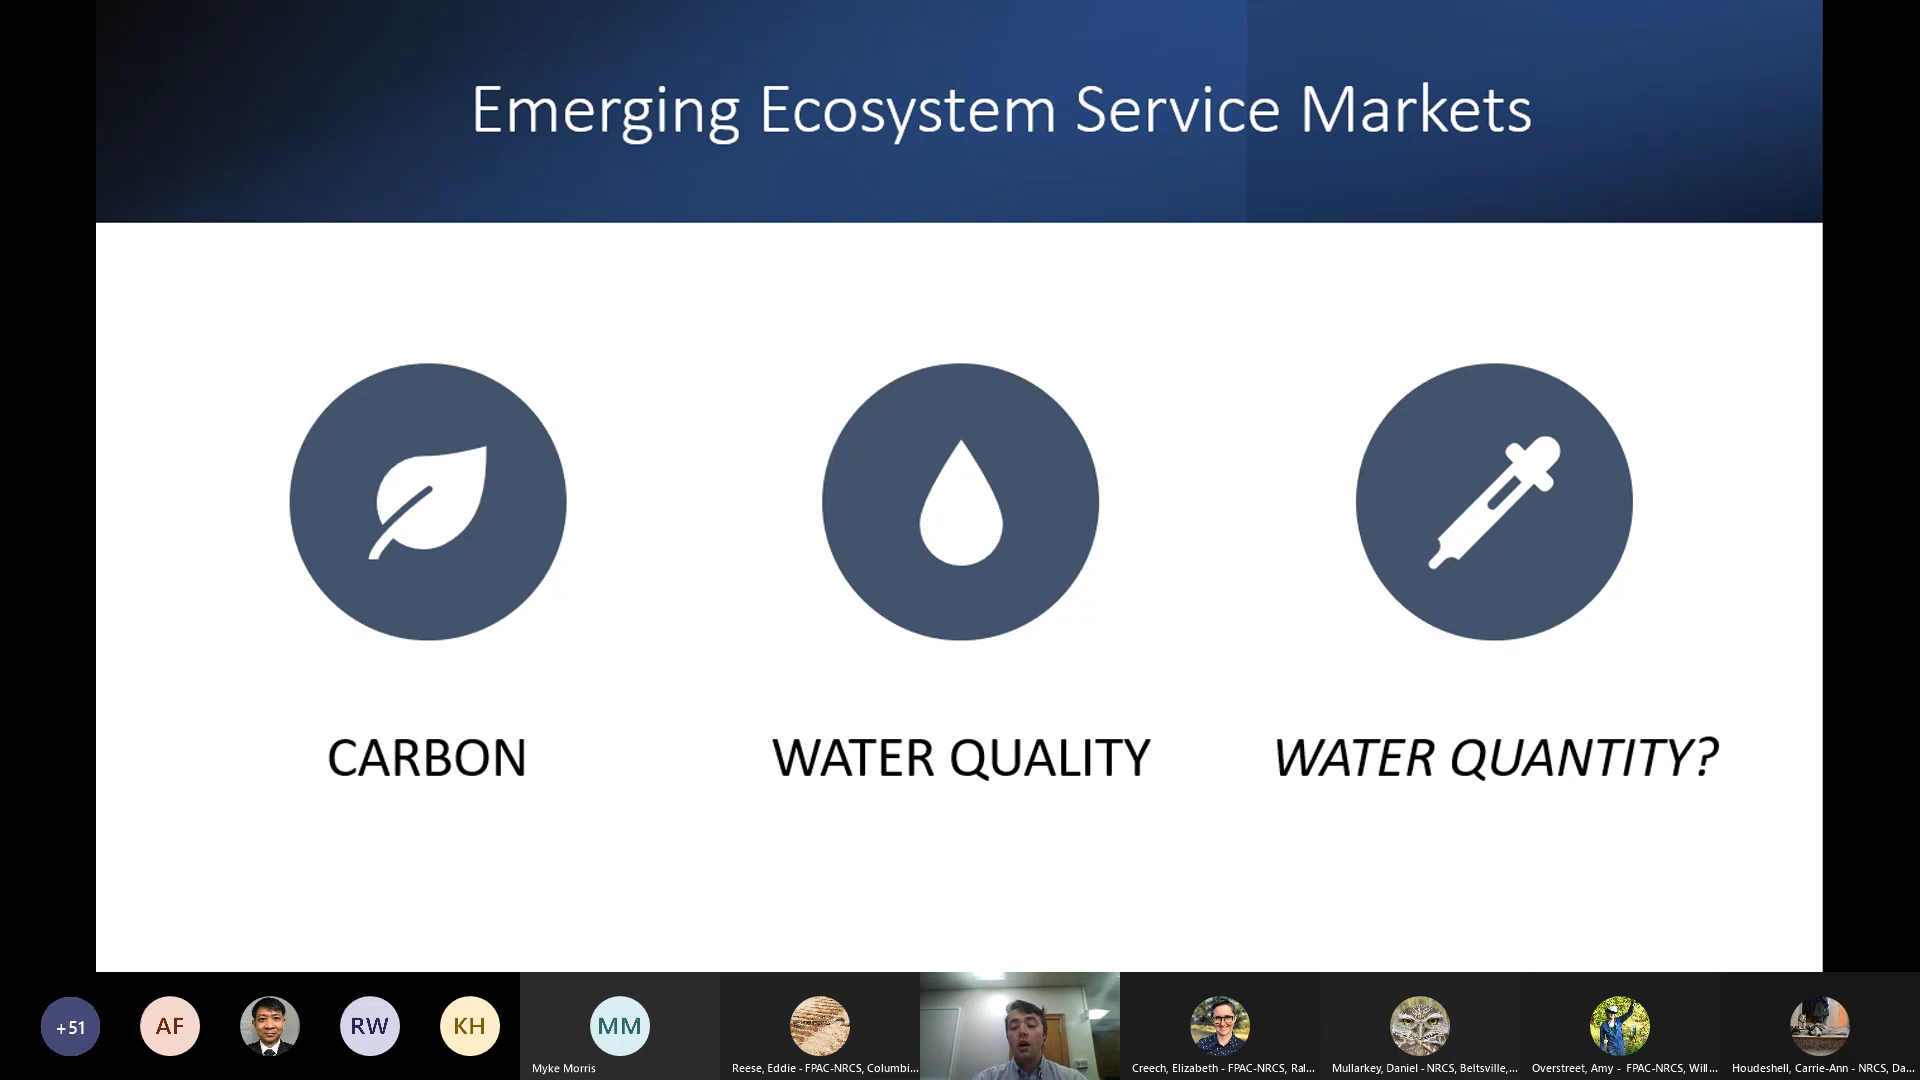 Emerging Ecosystem Service Markets
CARBON
WATER QUALITY
WATER QUANTITY?
+51
AF
RW
KH
MM
Myke Morris
Reese, Eddie - FPAC-NRCS, Columbi...
Creech, Elizabeth - FPAC-NRCS, Ral...
Mullarkey, Daniel - NRCS, Beltsville,...
Overstreet, Amy - FPAC-NRCS, Will...
Houdeshell, Carrie-Ann - NRCS, Da...